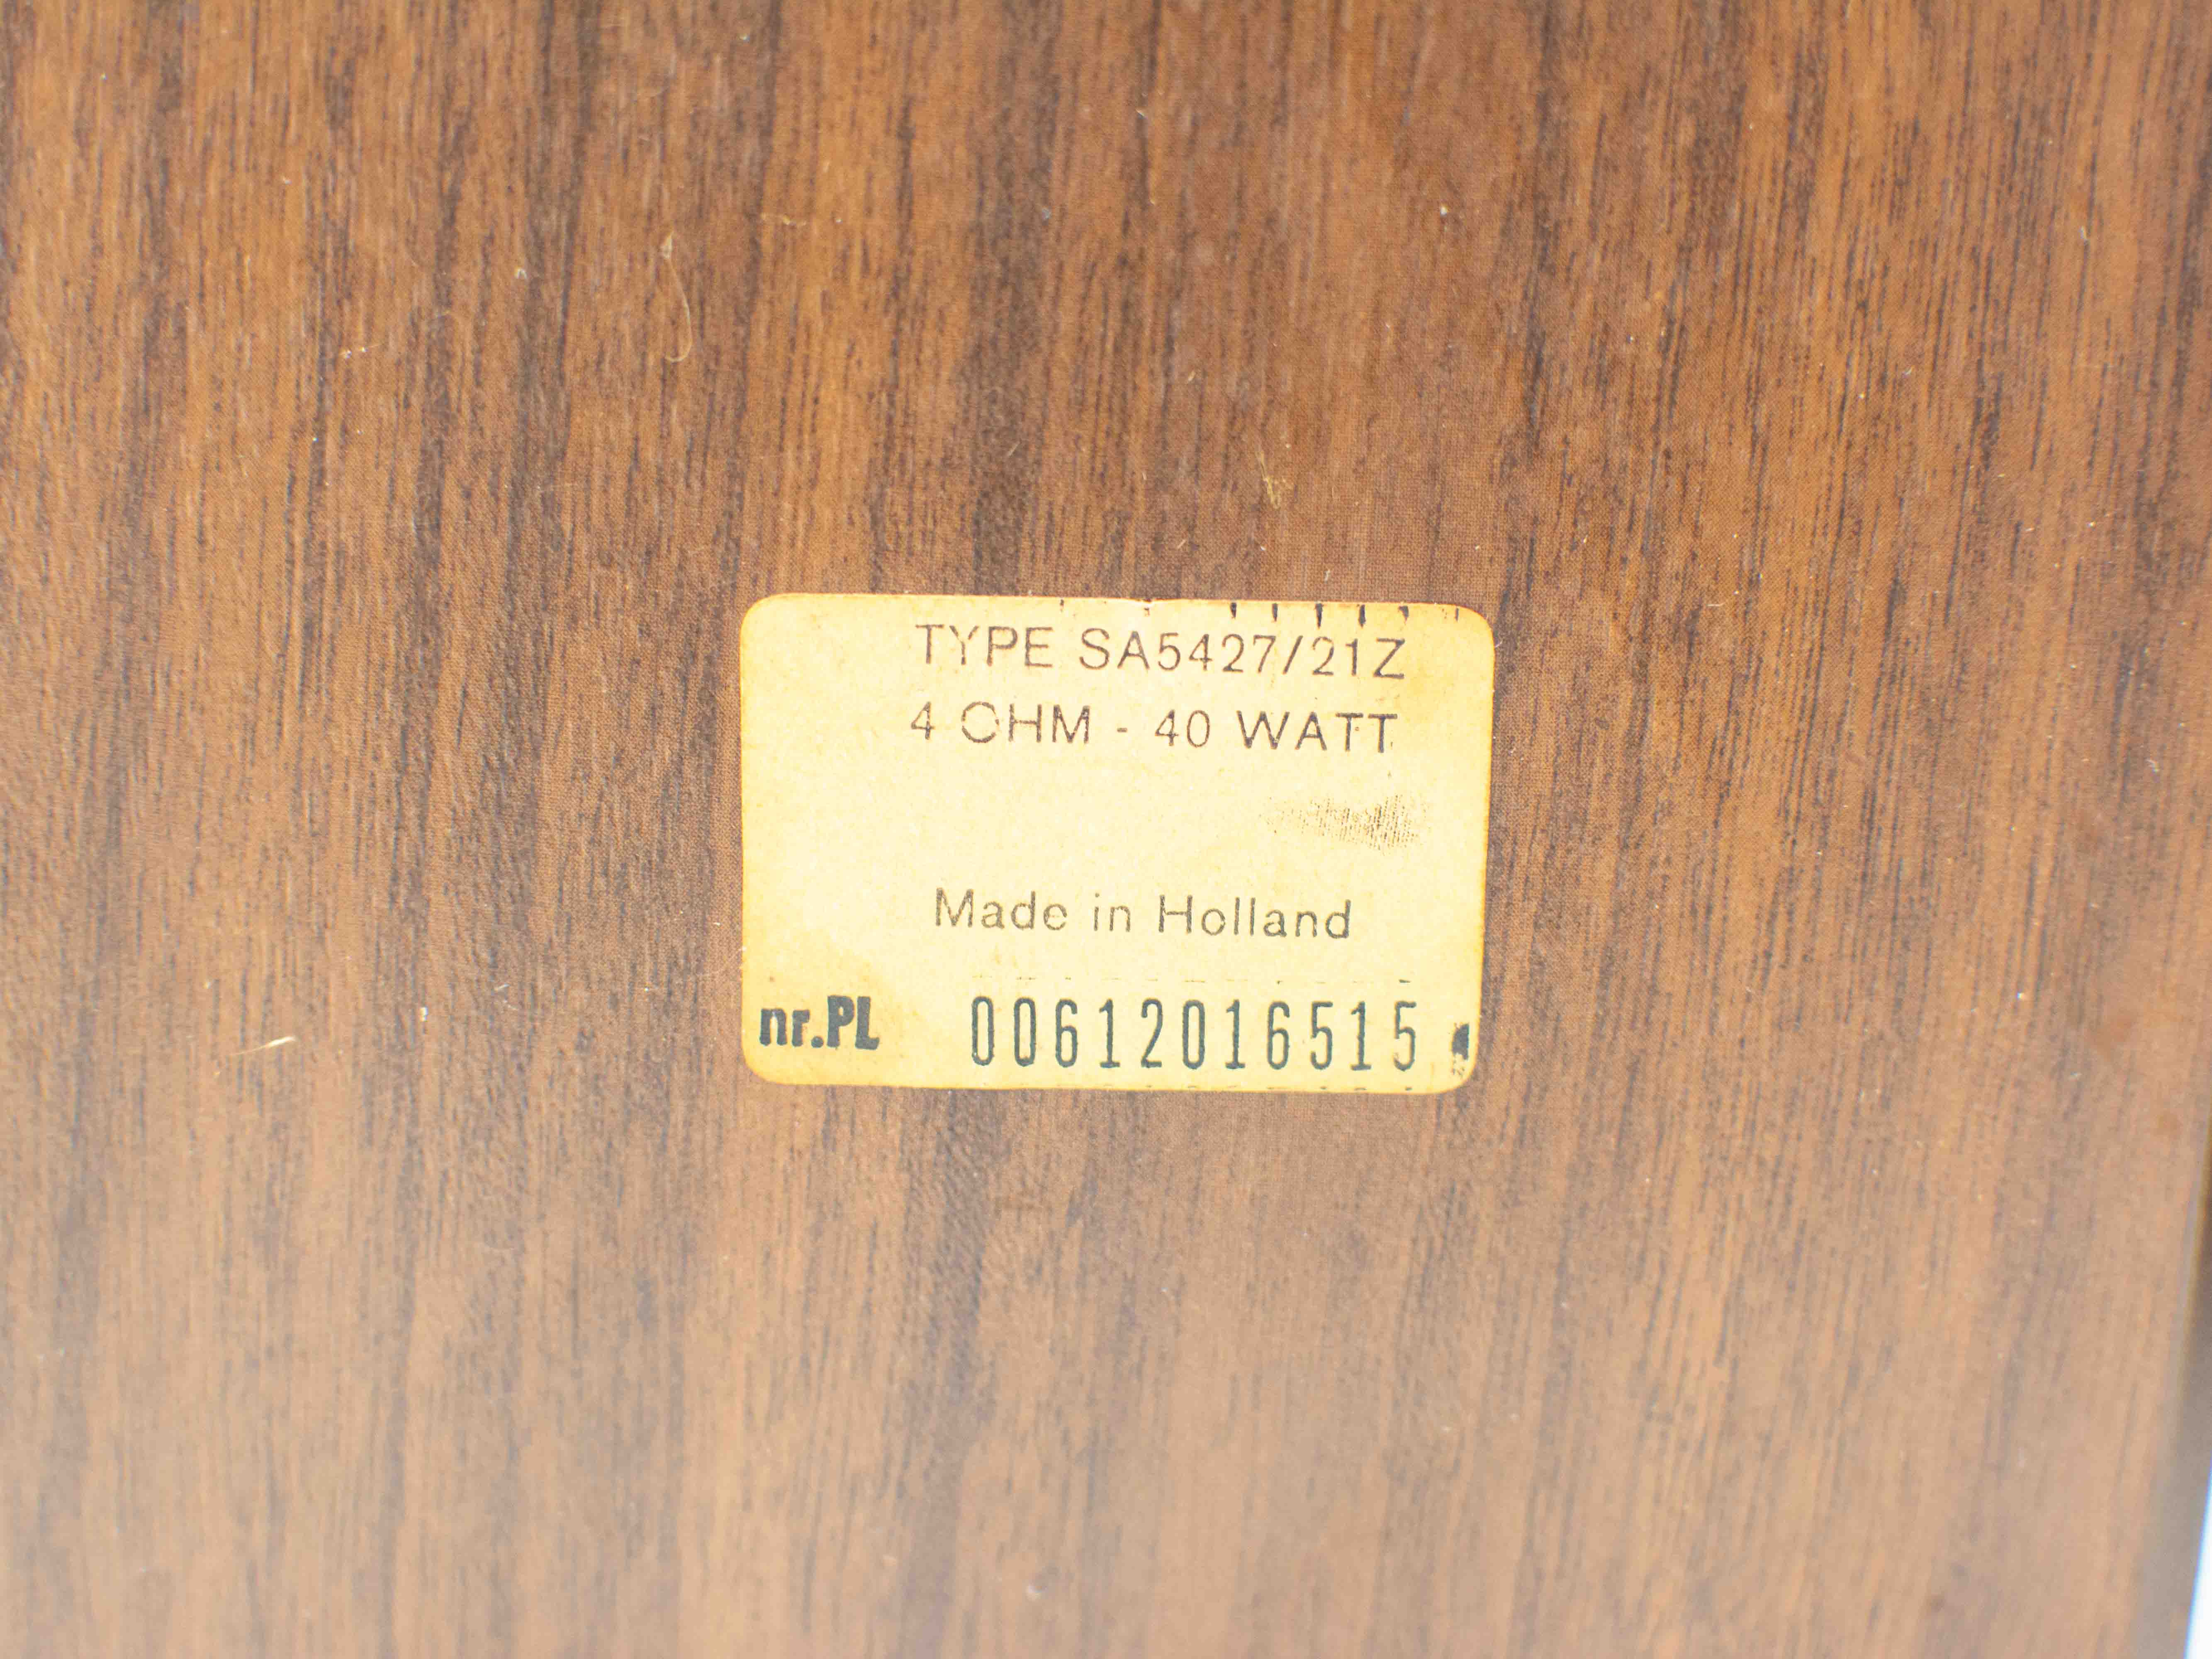 TYPE SA5427/21Z
4 OHM - 40 WATT
Made in Holland
nr.PL 00612016515